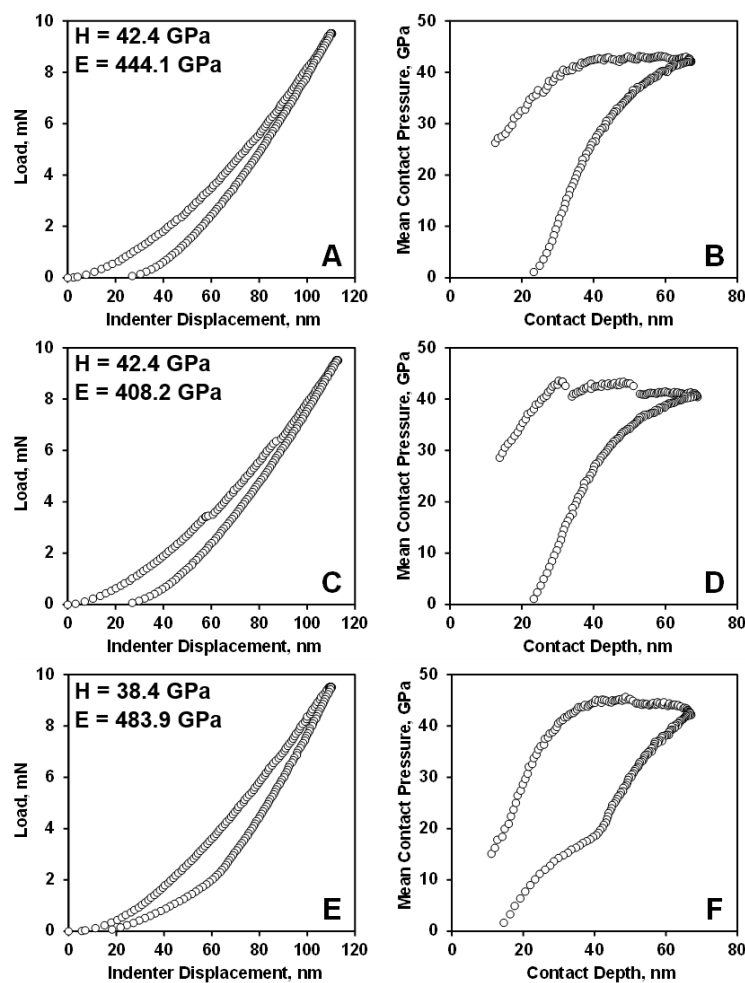 10
8
6
4
2
0
Load, mN
H = 42.4 GPa
E = 444.1 GPa
A
0 20 40 60 80 100 120
Indenter Displacement, nm
50
40
30
20
10
0
Mean Contact Pressure, GPa
B
0 20 40 60 80
Contact Depth, nm
10
8
6
4
2
0
Load, mN
H = 42.4 GPa
E = 408.2 GPa
C
0 20 40 60 80 100 120
Indenter Displacement, nm
50
40
30
20
10
0
Mean Contact Pressure, GPa
D
0 20 40 60 80
Contact Depth, nm
10
8
6
4
2
0
Load, mN
H = 38.4 GPa
E = 483.9 GPa
E
0 20 40 60 80 100 120
Indenter Displacement, nm
50
40
30
20
10
0
Mean Contact Pressure, GPa
F
0 20 40 60 80
Contact Depth, nm